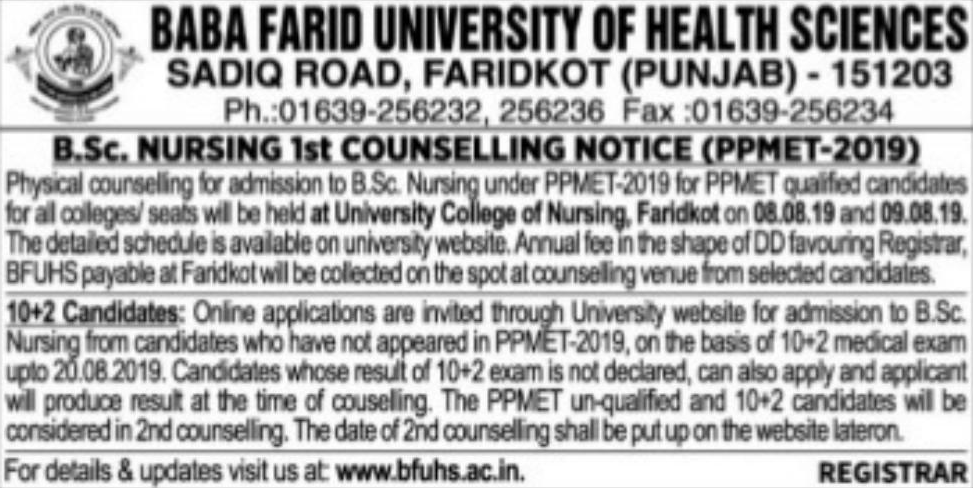 BABA FARID UNIVERSITY OF HEALTH SCIENCES
SADIQ ROAD, FARIDKOT (PUNJAB) - 151203
Ph.:01639-256232, 256236 Fax :01639-256234
B.Sc. NURSING 1st COUNSELLING NOTICE (PPMET-2019)
Physical counselling for admission to B.Sc. Nursing under PPMET-2019 for PPMET qualified candidates
for all colleges/ seats will be held at University College of Nursing, Faridkot on 08.08.19 and 09.08.19.
The detailed schedule is available on university website. Annual fee in the shape of DD favouring Registrar,
BFUHS payable at Faridkot will be collected on the spot at counselling venue from selected candidates.
10+2 Candidates: Online applications are invited through University website for admission to B.Sc.
Nursing from candidates who have not appeared in PPMET-2019, on the basis of 10+2 medical exam
upto 20.08.2019. Candidates whose result of 10+2 exam is not declared, can also apply and applicant
will produce result at the time of couselling. The PPMET un-qualified and 10+2 candidates will be
considered in 2nd counselling. The date of 2nd counselling shall be put up on the website lateron.
For details & updates visit us at: www.bfuhs.ac.in.
REGISTRAR